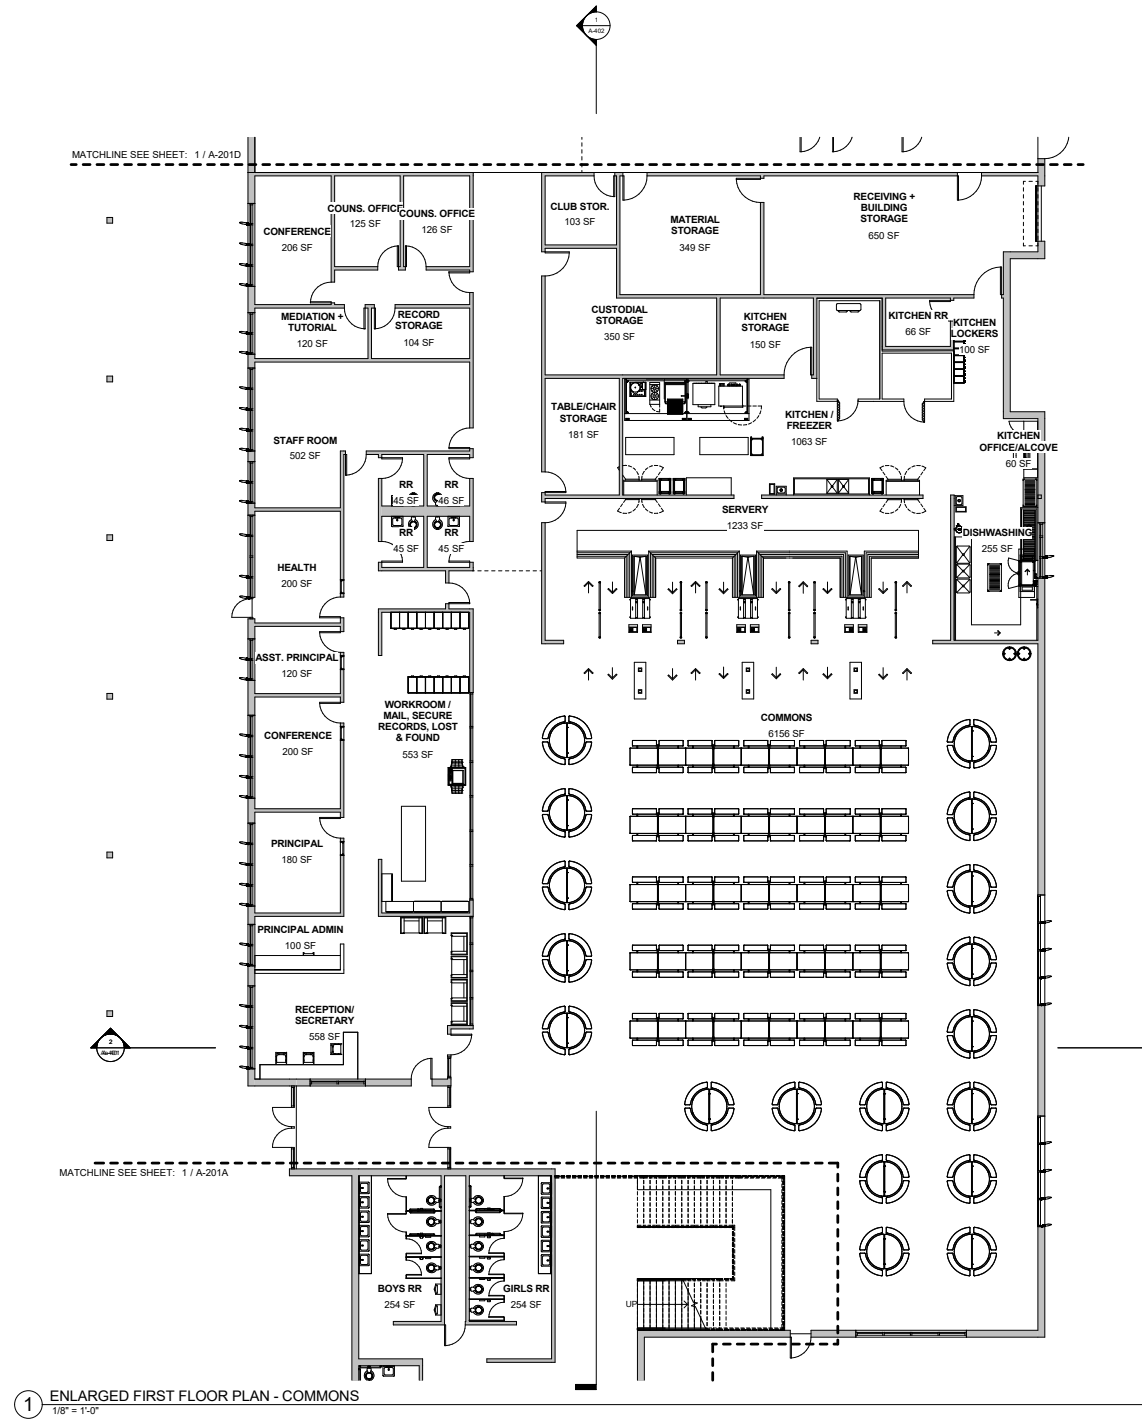 1
A-402
MATCHLINE SEE SHEET: 1 / A-201D
COUNS. OFFICE
125 SF
COUNS. OFFICE
126 SF
CONFERENCE
206 SF
CLUB STOR.
103 SF
MATERIAL
STORAGE
349 SF
RECEIVING +
BUILDING
STORAGE
650 SF
MEDIATION +
TUTORIAL
120 SF
RECORD
STORAGE
104 SF
CUSTODIAL
STORAGE
350 SF
KITCHEN
STORAGE
150 SF
KITCHEN RR
66 SF
KITCHEN
LOCKERS
100 SF
TABLE/CHAIR
STORAGE
181 SF
KITCHEN /
FREEZER
1063 SF
STAFF ROOM
502 SF
KITCHEN
OFFICE/ALCOVE
60 SF
RR
45 SF
RR
46 SF
RR
45 SF
RR
45 SF
SERVERY
1233 SF
DISHWASHING
255 SF
HEALTH
200 SF
ASST. PRINCIPAL
120 SF
WORKROOM /
MAIL, SECURE
RECORDS, LOST
& FOUND
553 SF
COMMONS
6156 SF
CONFERENCE
200 SF
PRINCIPAL
180 SF
PRINCIPAL ADMIN
100 SF
RECEPTION/
SECRETARY
558 SF
2
MATCHLINE SEE SHEET: 1 / A-201A
BOYS RR
254 SF
GIRLS RR
254 SF
UP
1
ENLARGED FIRST FLOOR PLAN - COMMONS
1/8" = 1'-0"